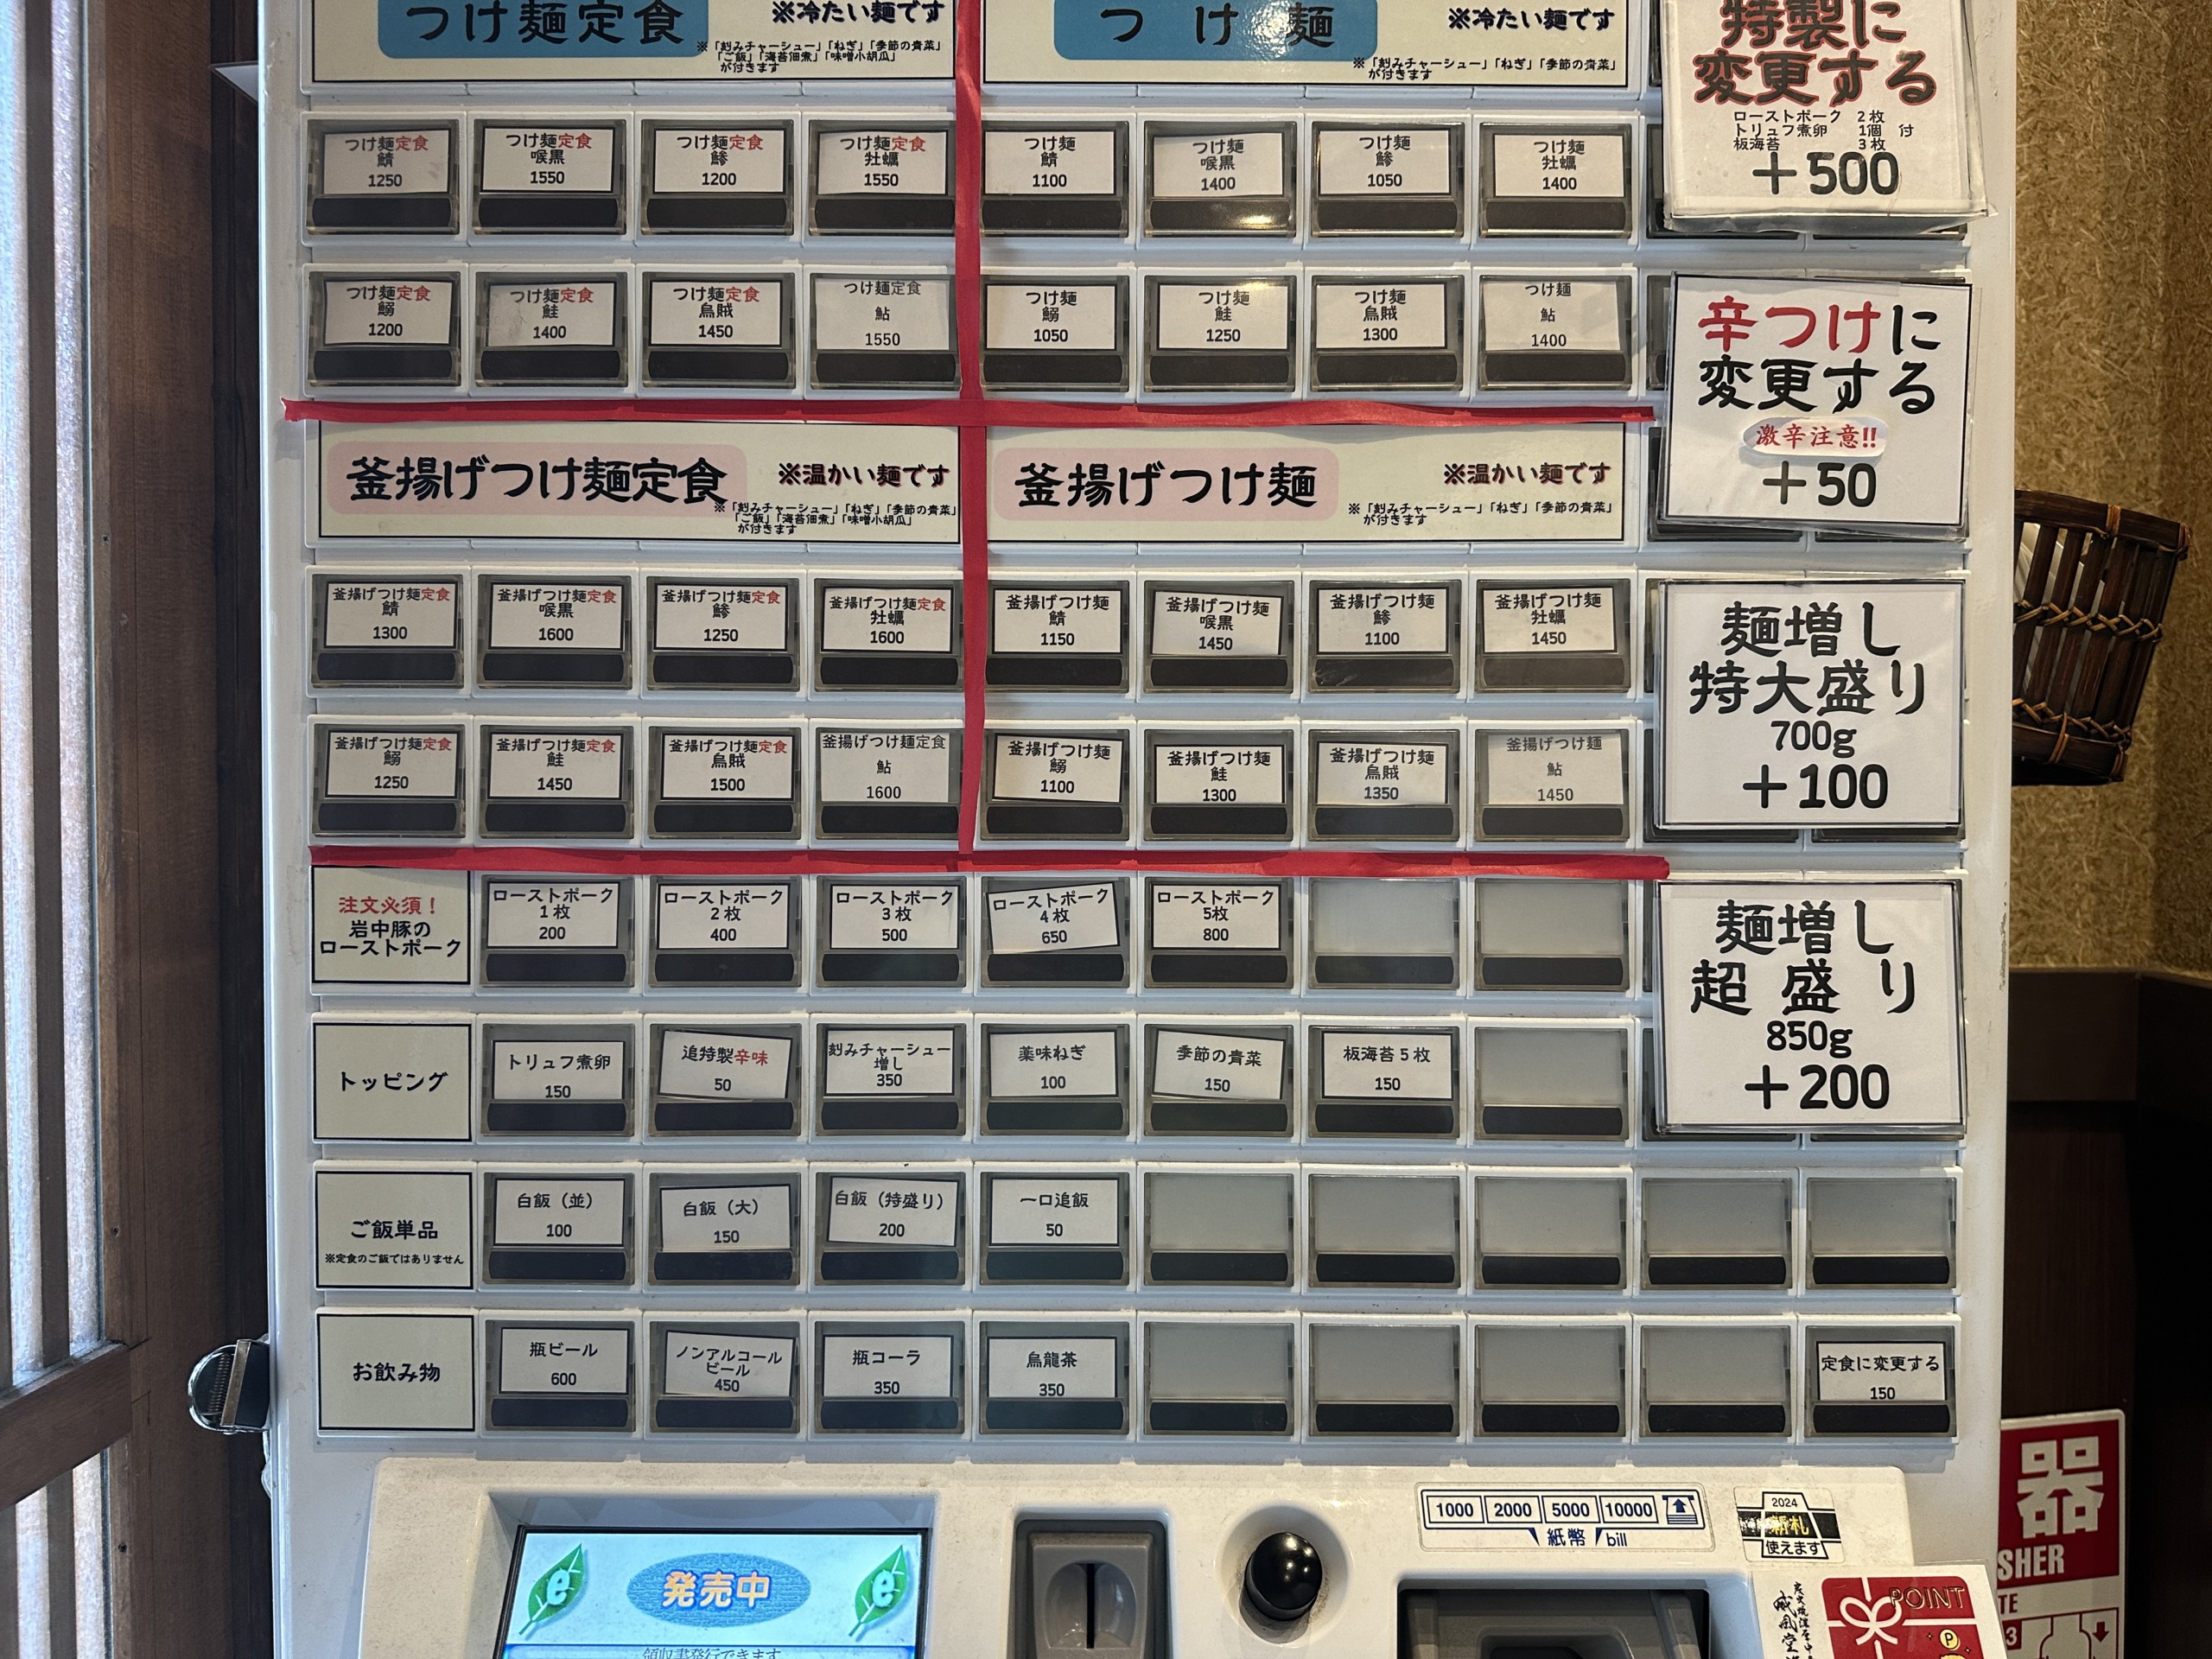 つけ麺定食
※冷たい麺です
※「刻みチャーシュー」「ねぎ」「季節の青菜」
「ご飯」「海苔佃煮」「味噌小胡瓜」
が付きます
つけ麺
※冷たい麺です
※「刻みチャーシュー」「ねぎ」「季節の青菜」
が付きます
特製に
変更する
ローストポーク 2枚
トリュフ煮卵 1個 付
板海苔 3枚
+500
つけ麺定食
鯖
1250
つけ麺定食
喉黒
1550
つけ麺定食
鯵
1200
つけ麺定食
牡蠣
1550
つけ麺
鯖
1100
つけ麺
喉黒
1400
つけ麺
鯵
1050
つけ麺
牡蠣
1400
つけ麺定食
鰯
1200
つけ麺定食
鮭
1400
つけ麺定食
烏賊
1450
つけ麺定食
鮎
1550
つけ麺
鰯
1050
つけ麺
鮭
1250
つけ麺
烏賊
1300
つけ麺
鮎
1400
辛つけに
変更する
激辛注意!!
+50
釜揚げつけ麺定食
※温かい麺です
※「刻みチャーシュー」「ねぎ」「季節の青菜」
「ご飯」「海苔佃煮」「味噌小胡瓜」
が付きます
釜揚げつけ麺
※温かい麺です
※「刻みチャーシュー」「ねぎ」「季節の青菜」
が付きます
釜揚げつけ麺定食
鯖
1300
釜揚げつけ麺定食
喉黒
1600
釜揚げつけ麺定食
鯵
1250
釜揚げつけ麺定食
牡蠣
1600
釜揚げつけ麺
鯖
1150
釜揚げつけ麺
喉黒
1450
釜揚げつけ麺
鯵
1100
釜揚げつけ麺
牡蠣
1450
麺増し
特大盛り
700g
+100
釜揚げつけ麺定食
鰯
1250
釜揚げつけ麺定食
鮭
1450
釜揚げつけ麺定食
烏賊
1500
釜揚げつけ麺定食
鮎
1600
釜揚げつけ麺
鰯
1100
釜揚げつけ麺
鮭
1300
釜揚げつけ麺
烏賊
1350
釜揚げつけ麺
鮎
1450
注文必須!
岩中豚の
ローストポーク
ローストポーク
1枚
200
ローストポーク
2枚
400
ローストポーク
3枚
500
ローストポーク
4枚
650
ローストポーク
5枚
800
麺増し
超盛り
850g
+200
トッピング
トリュフ煮卵
150
追特製辛味
50
刻みチャーシュー
増し
350
薬味ねぎ
100
季節の青菜
150
板海苔5枚
150
ご飯単品
※定食のご飯ではありません
白飯(並)
100
白飯(大)
150
白飯(特盛り)
200
一口追飯
50
お飲み物
瓶ビール
600
ノンアルコール
ビール
450
瓶コーラ
350
烏龍茶
350
定食に変更する
150
発売中
領収書発行できます
1000 2000 5000 10000
紙幣 bill
2024
新札
使えます
POINT
P
器
SHER
TE
3